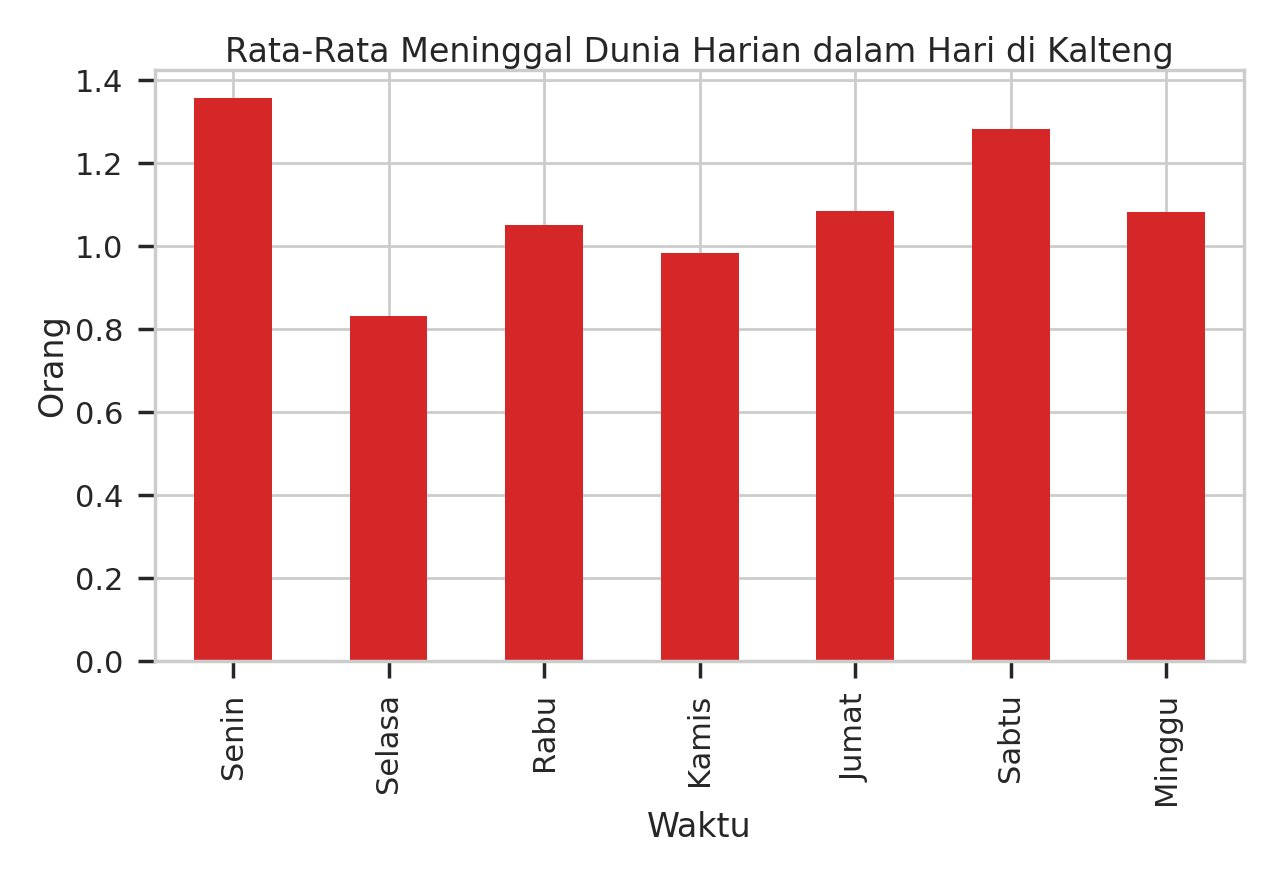 Rata-Rata Meninggal Dunia Harian dalam Hari di Kalteng
1.4
1.2
1.0
0.8
0.6
0.4
0.2
0.0
Orang
Senin
Selasa
Rabu
Kamis
Jumat
Sabtu
Minggu
Waktu